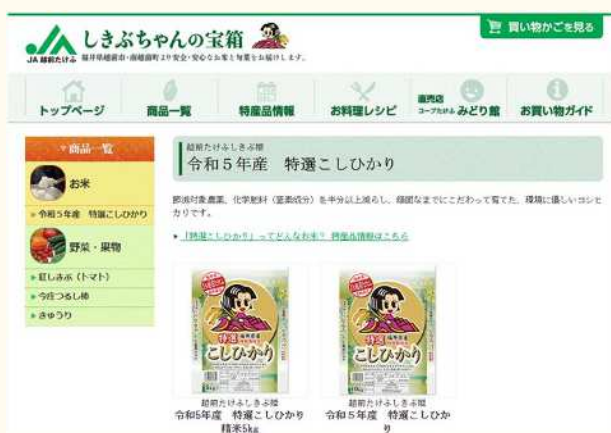 買い物かごを見る
JA 越前たけふ
しきぶちゃんの宝箱
福井県越前市・南越前町より安全・安心なお米と旬菜をお届けします。
トップページ
商品一覧
特産品情報
お料理レシピ
直売店
コープたけふ みどり館
お買い物ガイド
商品一覧
お米
令和5年産 特選こしひかり
野菜・果物
紅しきぶ(トマト)
今庄つるし柿
きゅうり
越前たけふしきぶ姫
令和5年産 特選こしひかり
節減対象農薬、化学肥料(窒素成分)を半分以上減らし、頑固なまでにこだわって育てた、環境に優しいコシヒ
カリです。
「特選こしひかり」ってどんなお米? 特産品情報はこちら
特選
こしひかり
特選
こしひかり
越前たけふしきぶ姫
令和5年産 特選こしひかり
精米5kg
越前たけふしきぶ姫
令和5年産 特選こしひか
り